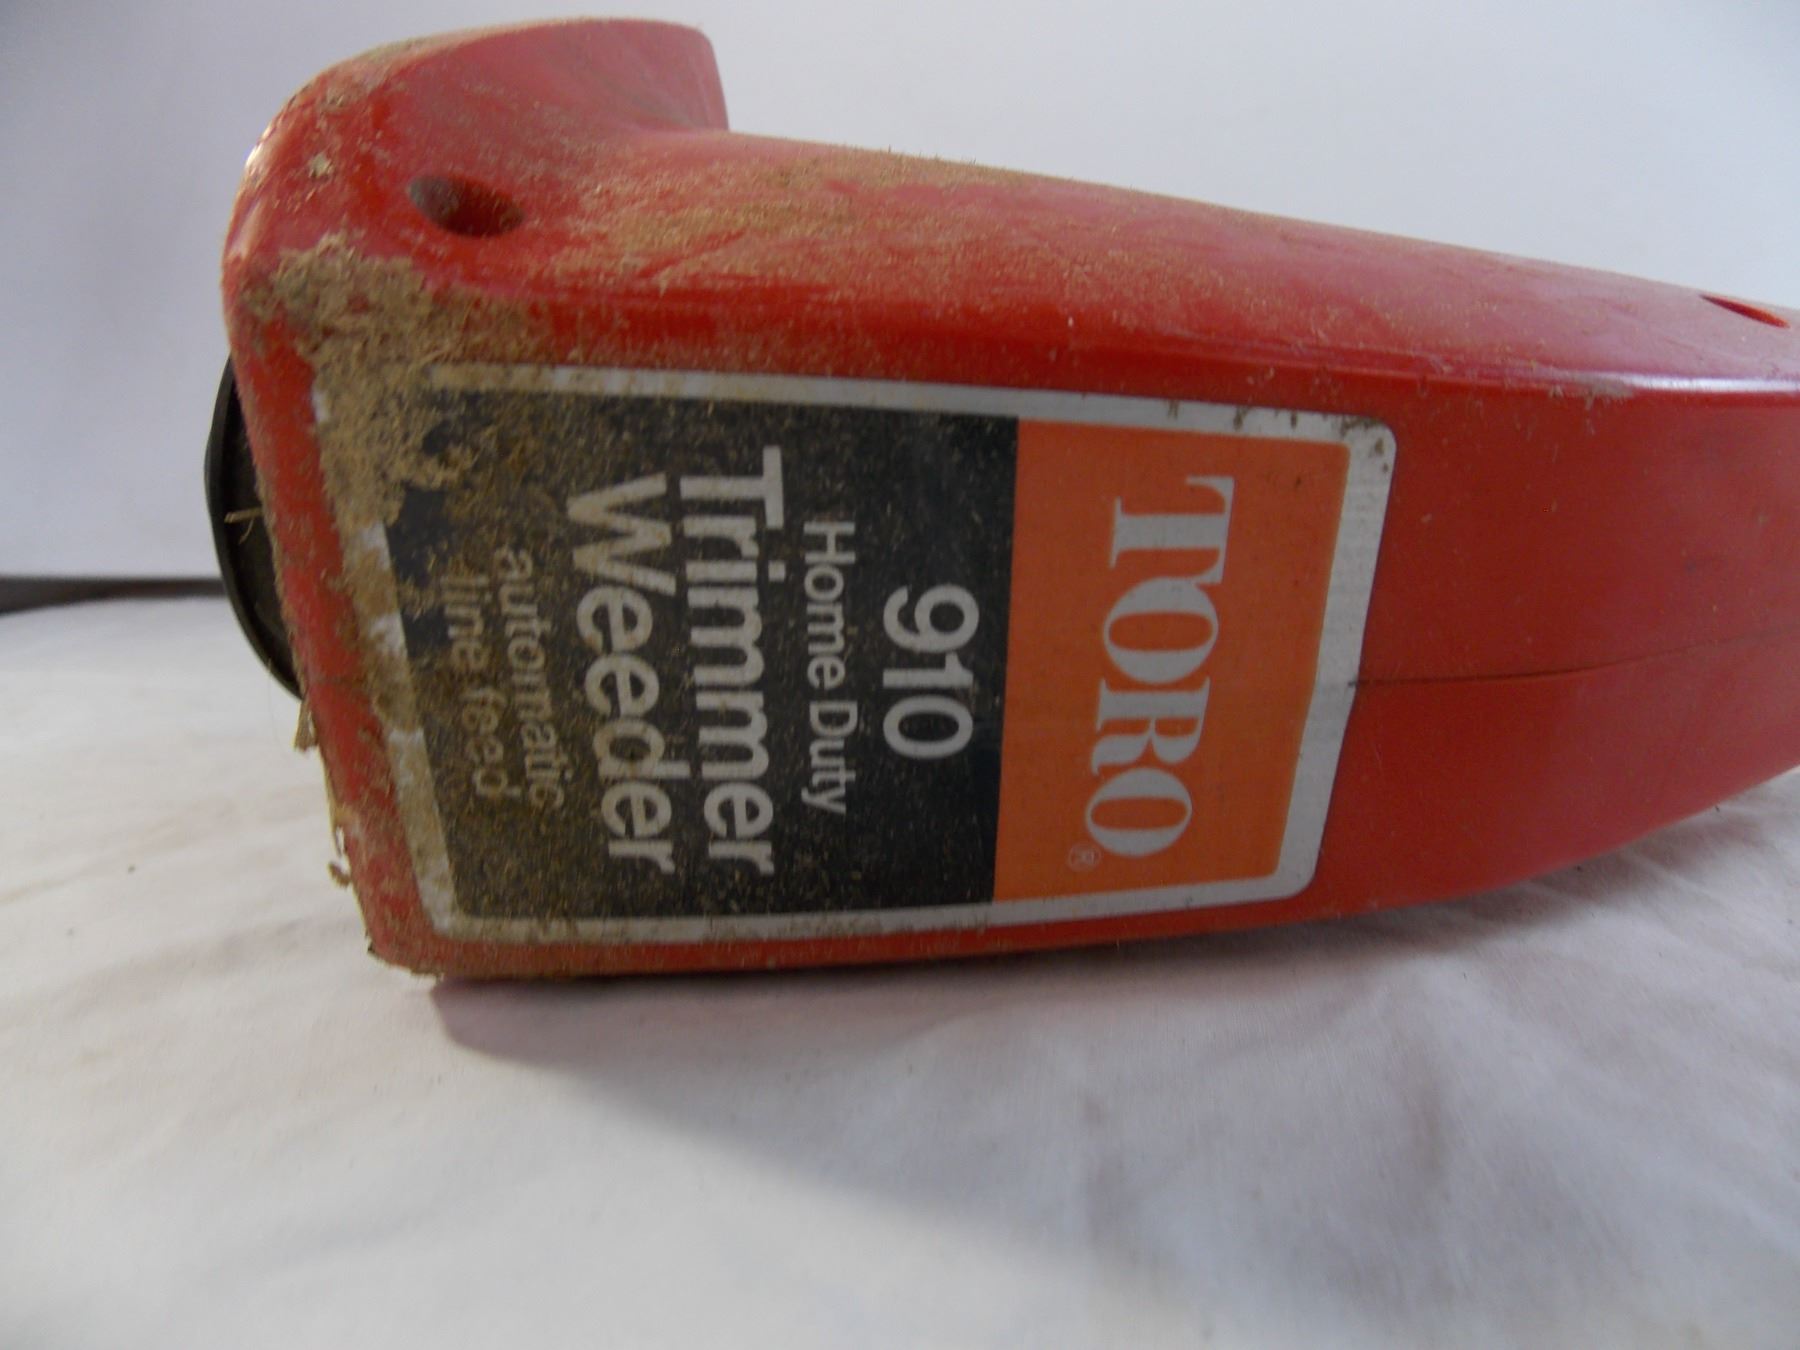 TORO®
910
Home Duty
Trimmer
Weeder
automatic
line feed